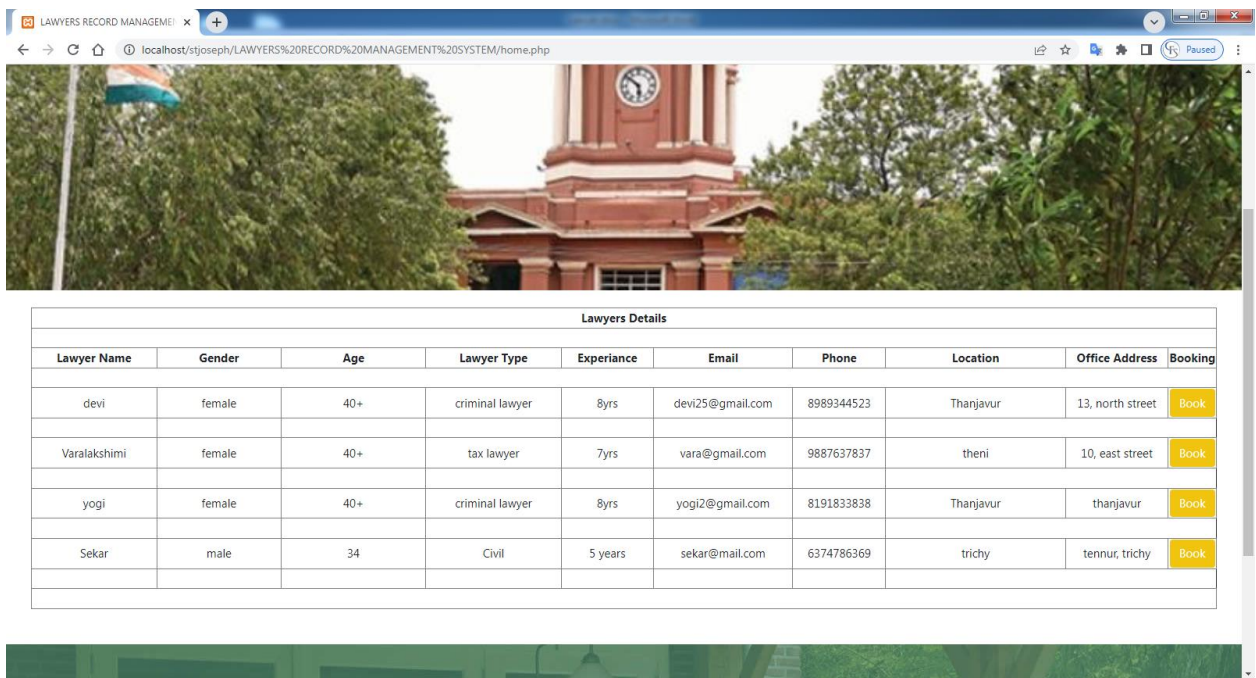 LAWYERS RECORD MANAGEMEN
localhost/stjoseph/LAWYERS%20RECORD%20MANAGEMENT%20SYSTEM/home.php
Paused
Lawyers Details
Lawyer Name Gender Age Lawyer Type Experiance Email Phone Location Office Address Booking
devi female 40+ criminal lawyer 8yrs devi25@gmail.com 8989344523 Thanjavur 13, north street Book
Varalakshimi female 40+ tax lawyer 7yrs vara@gmail.com 9887637837 theni 10, east street Book
yogi female 40+ criminal lawyer 8yrs yogi2@gmail.com 8191833838 Thanjavur thanjavur Book
Sekar male 34 Civil 5 years sekar@mail.com 6374786369 trichy tennur, trichy Book